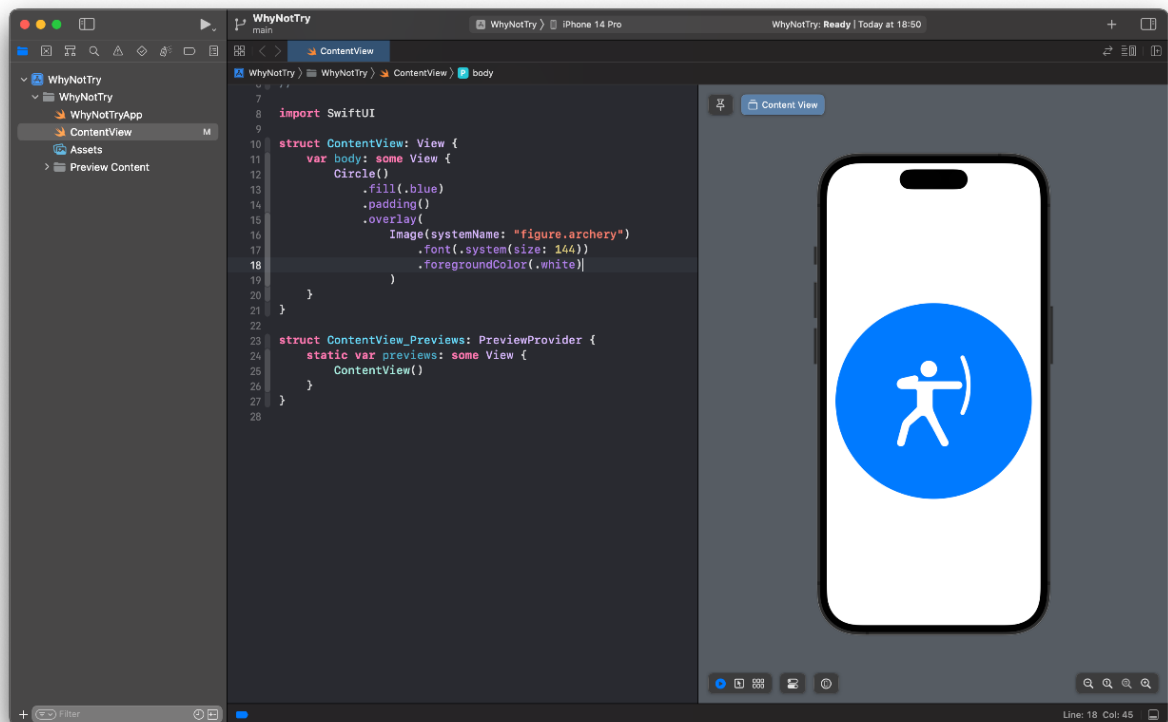 WhyNotTry
main
WhyNotTry 〉 iPhone 14 Pro
WhyNotTry: Ready | Today at 18:50
ContentView
WhyNotTry 〉 WhyNotTry 〉 ContentView 〉 P body
WhyNotTry
WhyNotTry
WhyNotTryApp
ContentView M
Assets
Preview Content
6 //
7
8 import SwiftUI
9
10 struct ContentView: View {
11 var body: some View {
12 Circle()
13 .fill(.blue)
14 .padding()
15 .overlay(
16 Image(systemName: "figure.archery")
17 .font(.system(size: 144))
18 .foregroundColor(.white)
19 )
20 }
21 }
22
23 struct ContentView_Previews: PreviewProvider {
24 static var previews: some View {
25 ContentView()
26 }
27 }
28
Content View
Filter
Line: 18 Col: 45